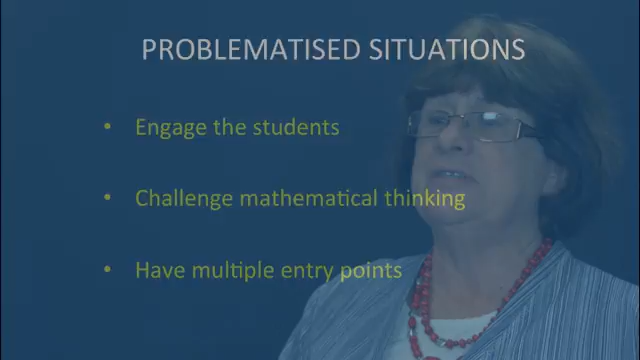 PROBLEMATISED SITUATIONS
• Engage the students
• Challenge mathematical thinking
• Have multiple entry points